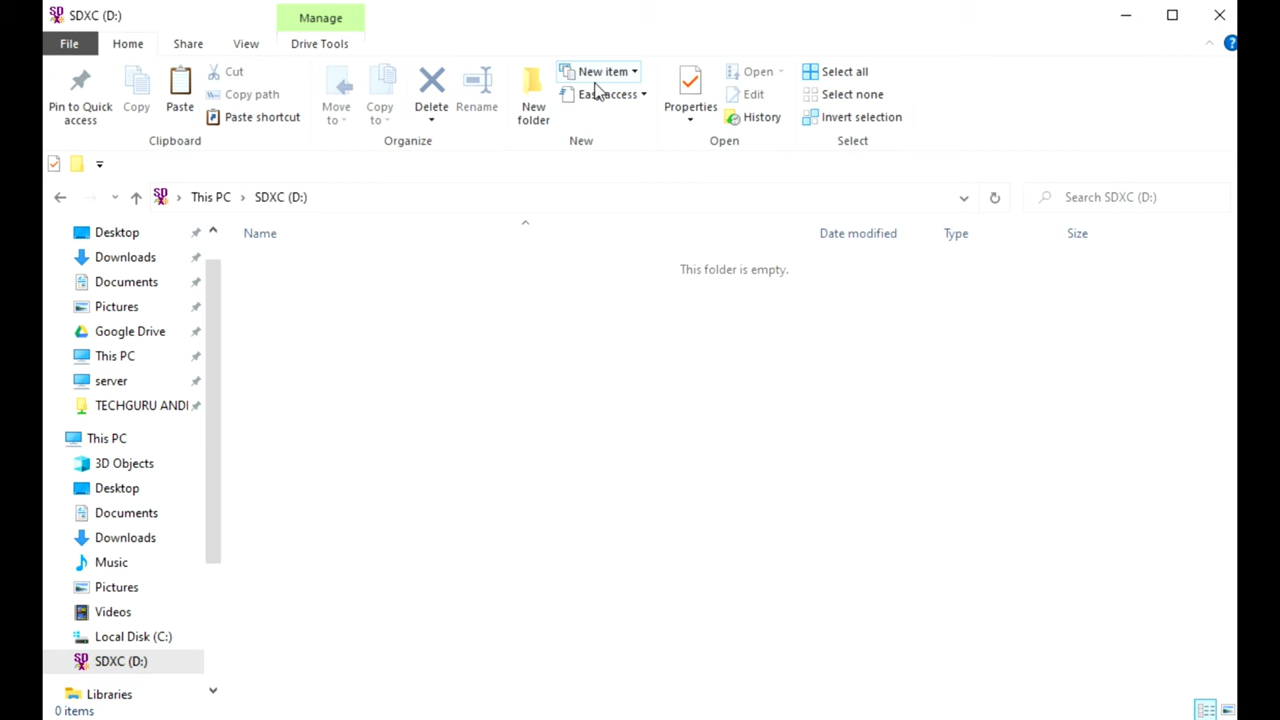 SDXC (D:)
Manage
File
Home
Share
View
Drive Tools
Pin to Quick access
Copy
Paste
Cut
Copy path
Paste shortcut
Clipboard
Move to
Copy to
Delete
Rename
Organize
New folder
New item
Easy access
New
Properties
Open
Edit
History
Open
Select all
Select none
Invert selection
Select
This PC > SDXC (D:)
Search SDXC (D:)
Name
Date modified
Type
Size
This folder is empty.
Desktop
Downloads
Documents
Pictures
Google Drive
This PC
server
TECHGURU ANDI
This PC
3D Objects
Desktop
Documents
Downloads
Music
Pictures
Videos
Local Disk (C:)
SDXC (D:)
Libraries
0 items